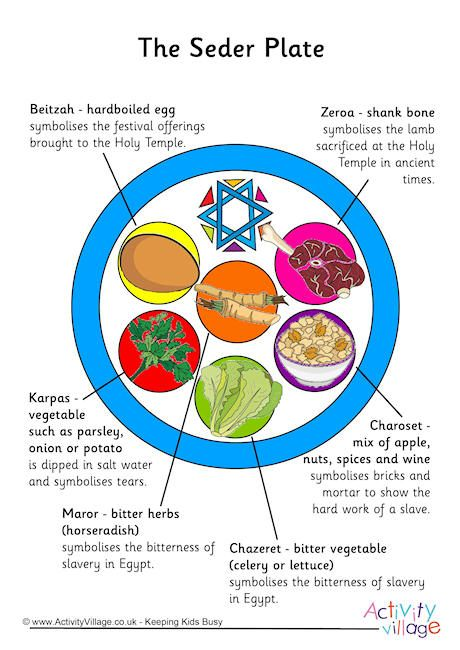 The Seder Plate
Beitzah - hardboiled egg
symbolises the festival offerings
brought to the Holy Temple.
Zeroa - shank bone
symbolises the lamb
sacrificed at the Holy
Temple in ancient
times.
Karpas -
vegetable
such as parsley,
onion or potato
is dipped in salt water
and symbolises tears.
Charoset -
mix of apple,
nuts, spices and wine
symbolises bricks and
mortar to show the
hard work of a slave.
Maror - bitter herbs
(horseradish)
symbolises the bitterness of
slavery in Egypt.
Chazeret - bitter vegetable
(celery or lettuce)
symbolises the bitterness of slavery
in Egypt.
© www.ActivityVillage.co.uk - Keeping Kids Busy
Activity
village